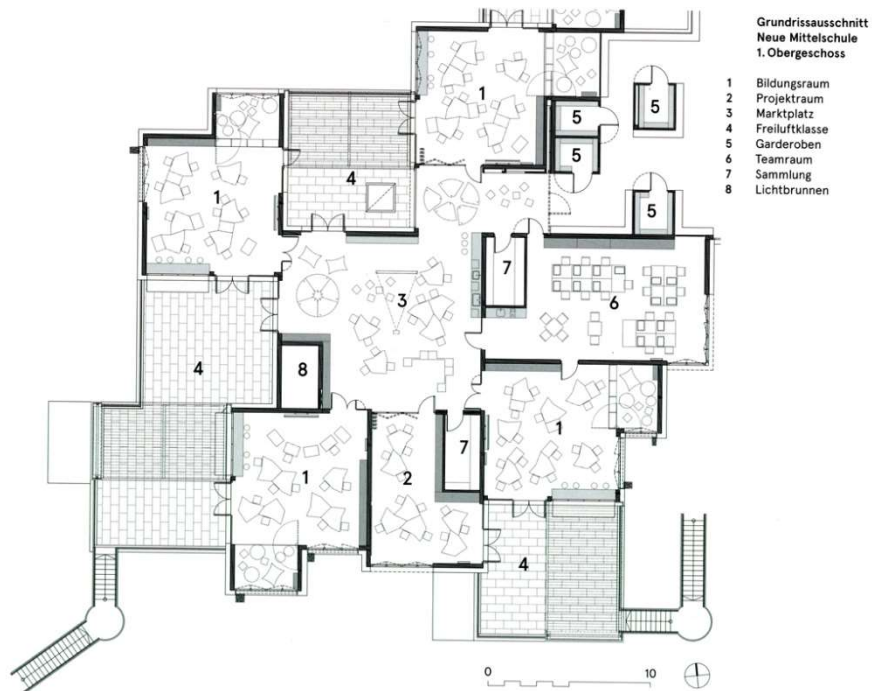 Grundrissausschnitt
Neue Mittelschule
1. Obergeschoss
1 Bildungsraum
2 Projektraum
3 Marktplatz
4 Freiluftklasse
5 Garderoben
6 Teamraum
7 Sammlung
8 Lichtbrunnen
1
5
5
5
4
1
5
7
6
3
4
8
1
1
2
7
4
0 10